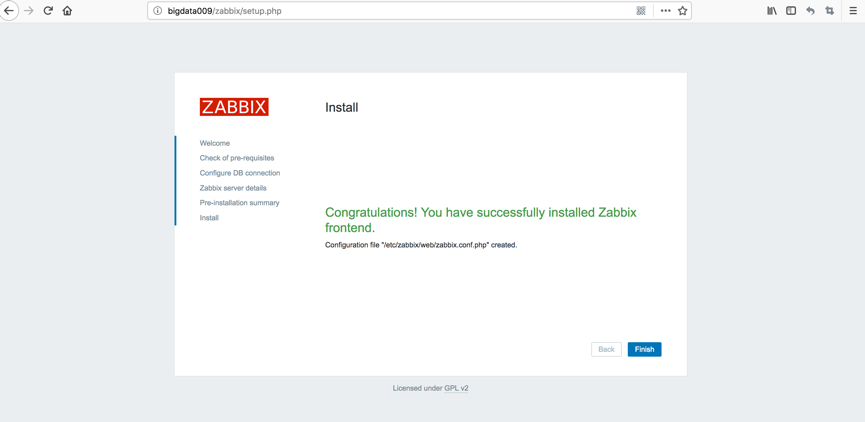 bigdata009/zabbix/setup.php
ZABBIX
Install
Welcome
Check of pre-requisites
Configure DB connection
Zabbix server details
Pre-installation summary
Install
Congratulations! You have successfully installed Zabbix
frontend.
Configuration file "/etc/zabbix/web/zabbix.conf.php" created.
Back
Finish
Licensed under GPL v2